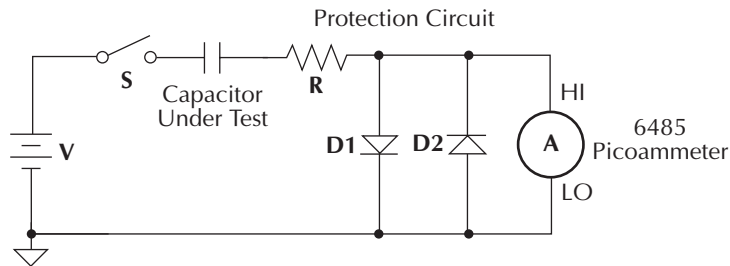 Protection Circuit
S
Capacitor
Under Test
R
V
D1
D2
HI
A
LO
6485
Picoammeter